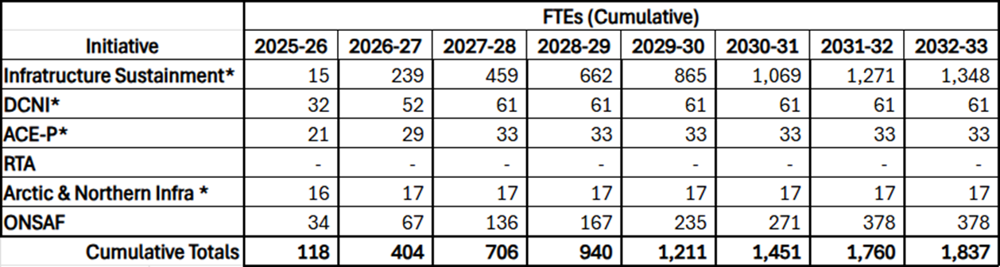 FTEs (Cumulative)
Initiative 2025-26 2026-27 2027-28 2028-29 2029-30 2030-31 2031-32 2032-33
Infratructure Sustainment* 15 239 459 662 865 1,069 1,271 1,348
DCNI* 32 52 61 61 61 61 61 61
ACE-P* 21 29 33 33 33 33 33 33
RTA - - - - - - - -
Arctic & Northern Infra * 16 17 17 17 17 17 17 17
ONSAF 34 67 136 167 235 271 378 378
Cumulative Totals 118 404 706 940 1,211 1,451 1,760 1,837